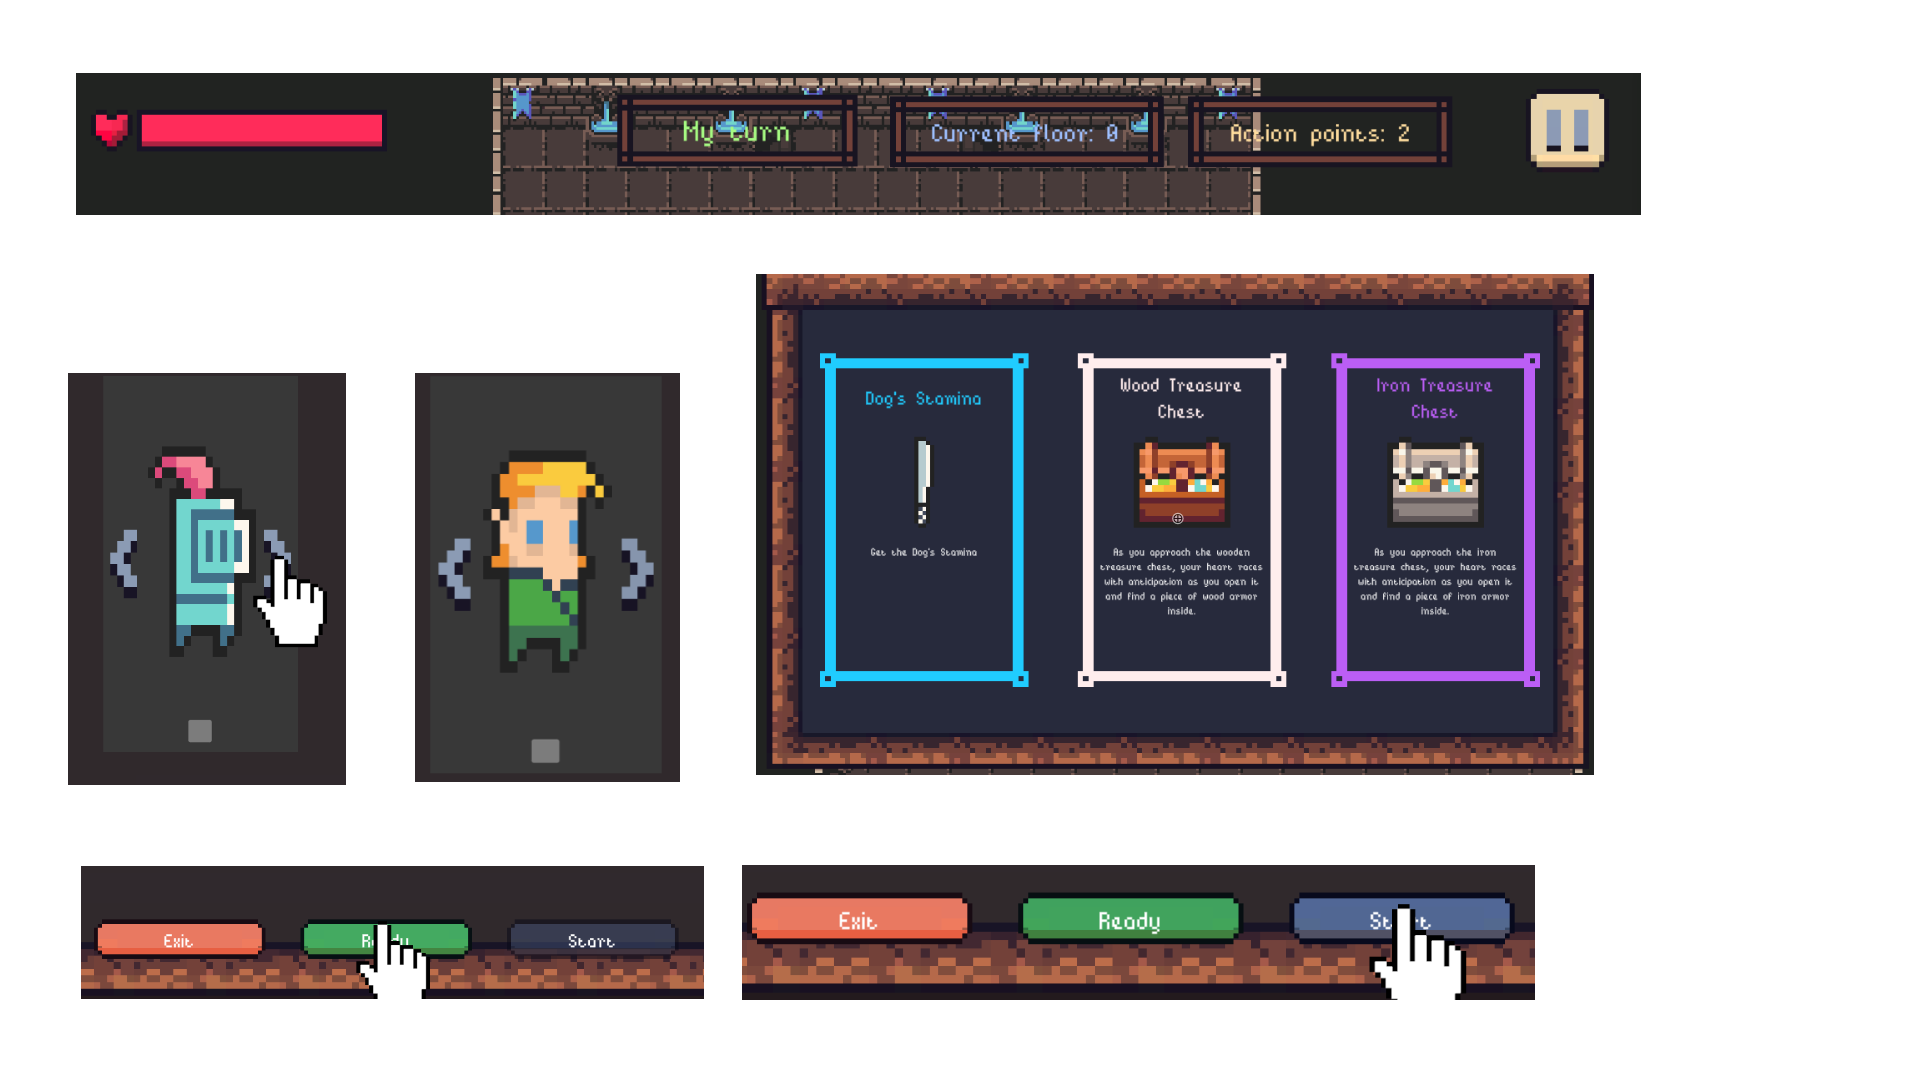 My turn
Current floor: 0
Action points: 2
Dog's Stamina
Get the Dog's Stamina
Wood Treasure
Chest
As you approach the wooden
treasure chest, your heart races
with anticipation as you open it
and find a piece of wood armor
inside.
Iron Treasure
Chest
As you approach the iron
treasure chest, your heart races
with anticipation as you open it
and find a piece of iron armor
inside.
Exit
Ready
Start
Exit
Ready
Start